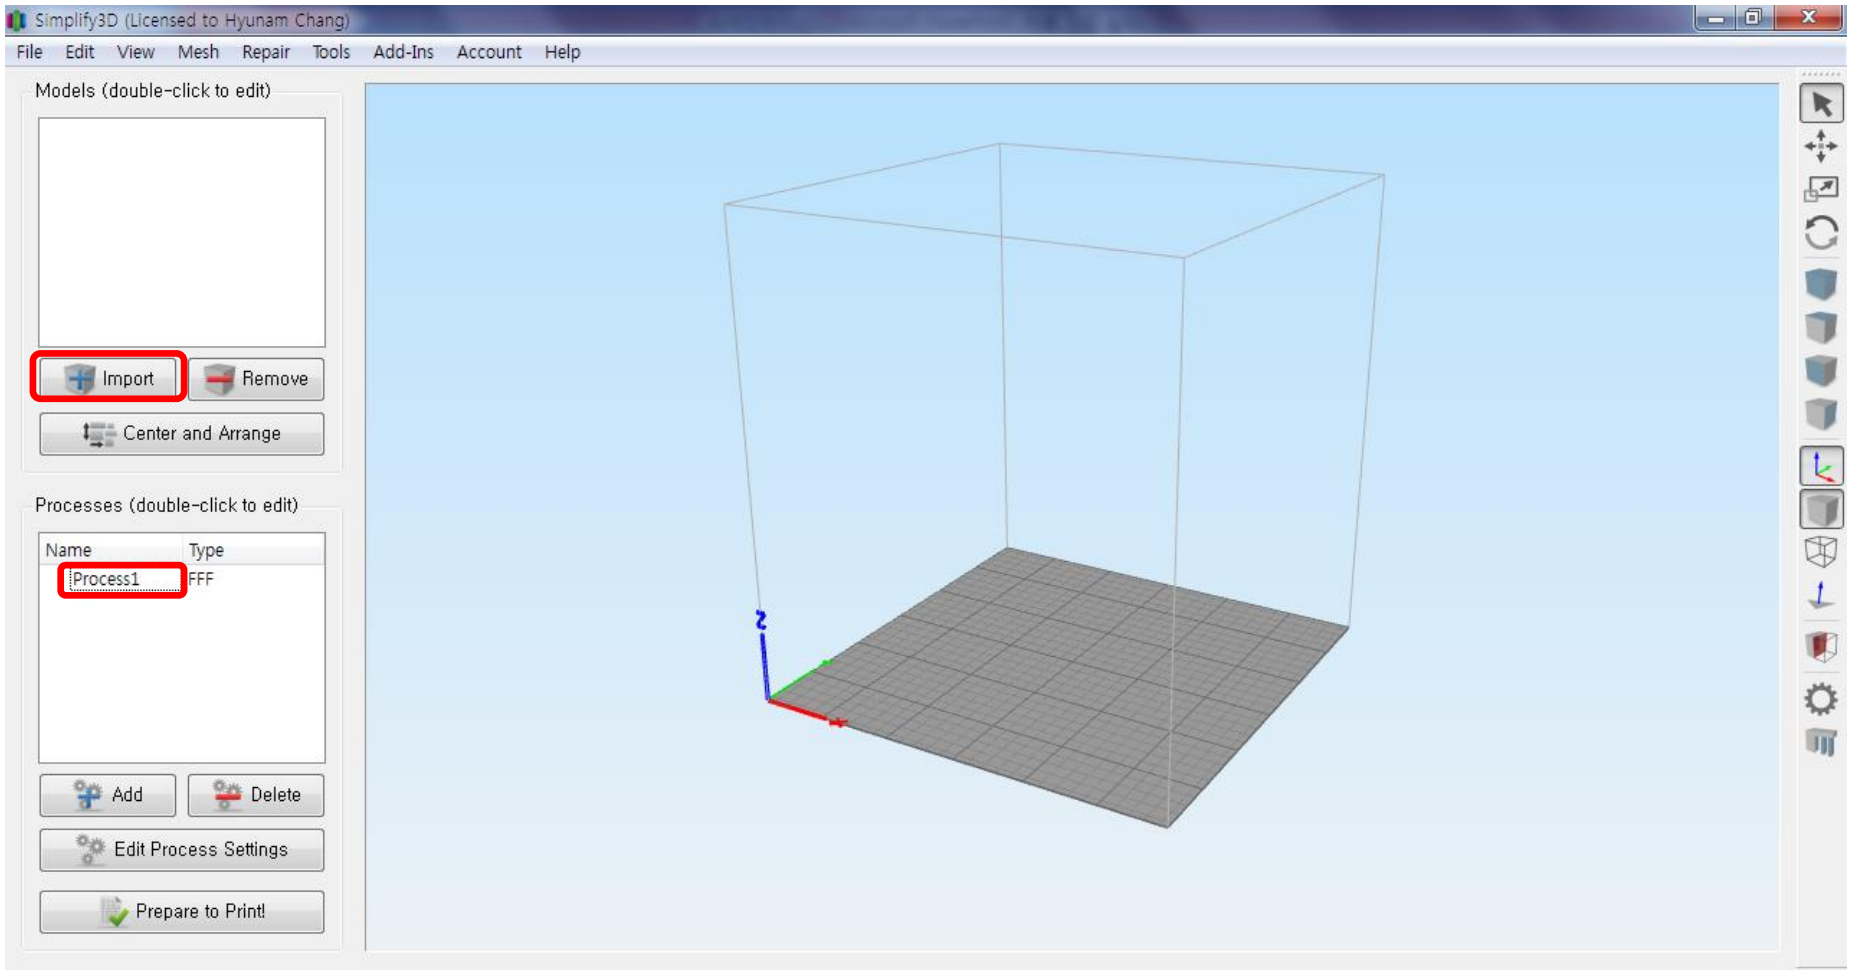 Simplify3D (Licensed to Hyunam Chang)
File Edit View Mesh Repair Tools Add-Ins Account Help
Models (double-click to edit)
Import Remove
Center and Arrange
Processes (double-click to edit)
Name Type
Process1 FFF
Add Delete
Edit Process Settings
Prepare to Print!
Z